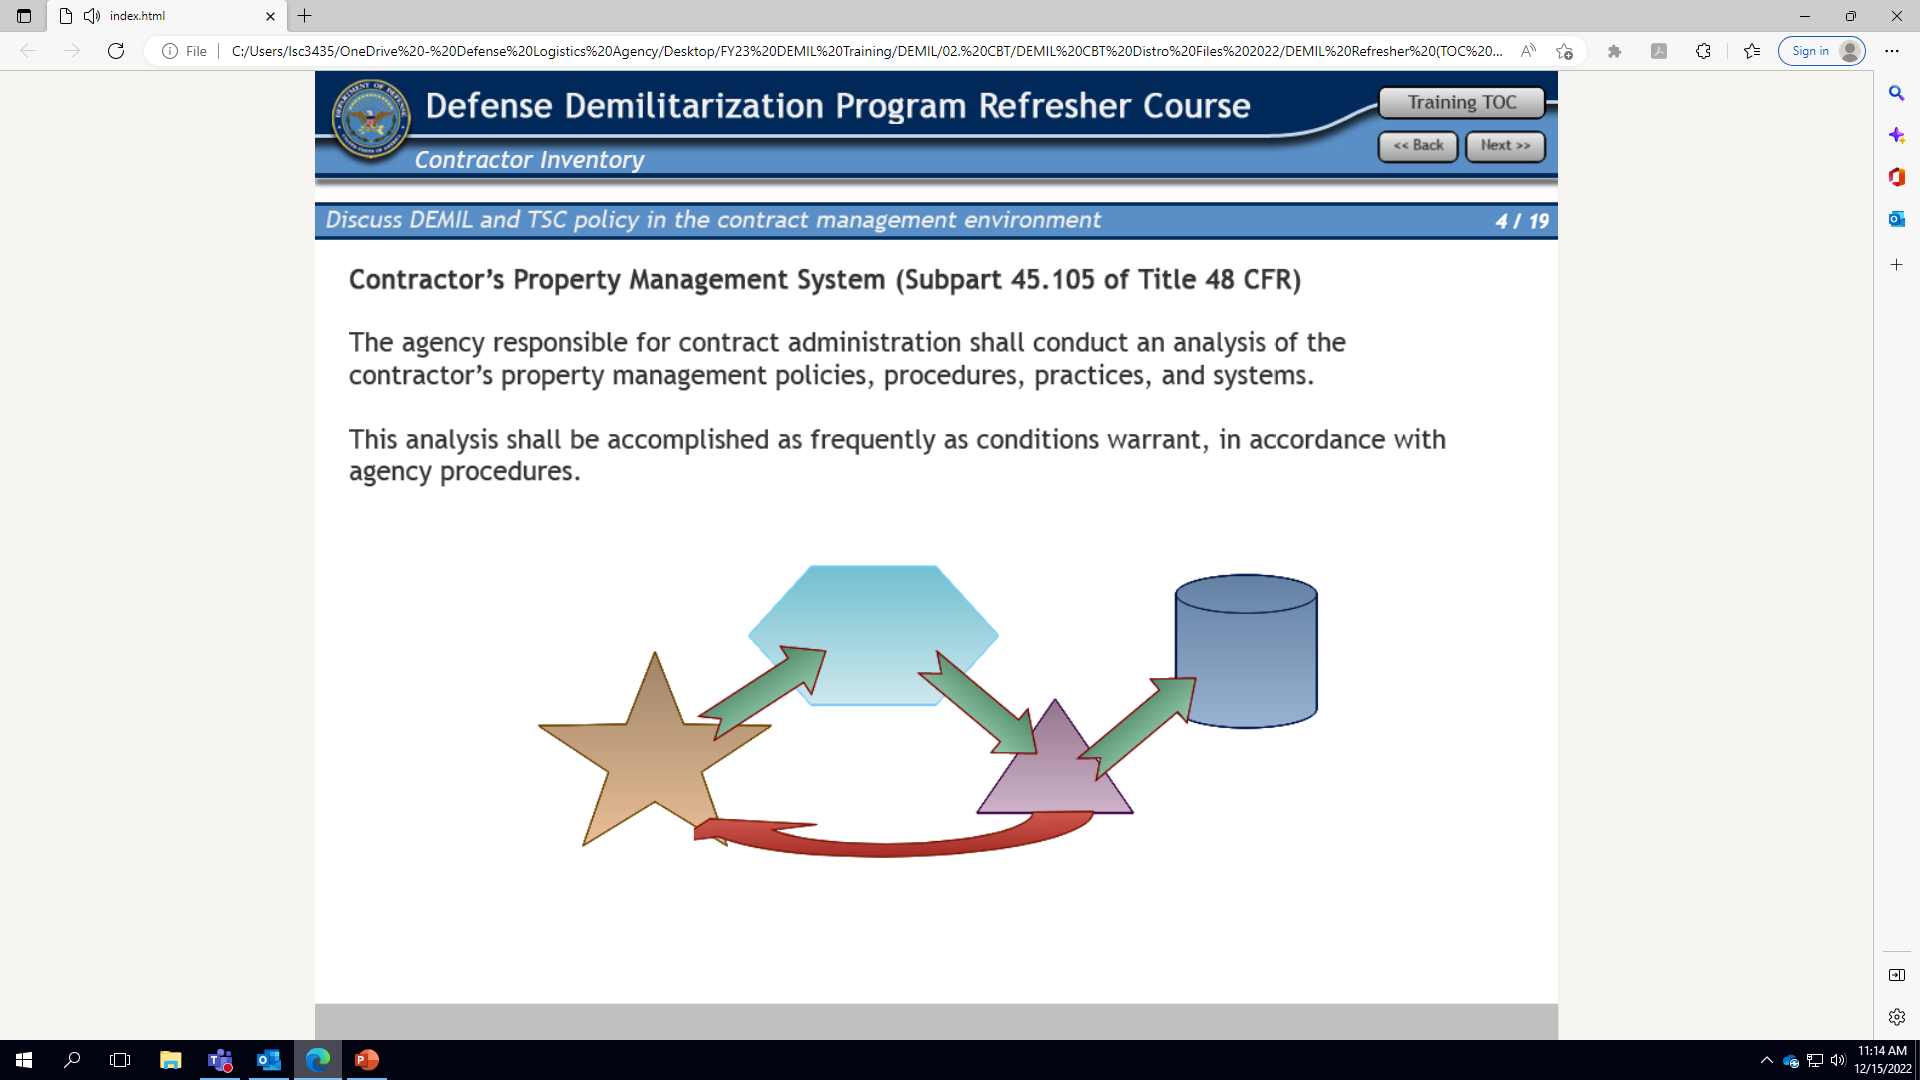 index.html
File
C:/Users/lsc3435/OneDrive%20-%20Defense%20Logistics%20Agency/Desktop/FY23%20DEMIL%20Training/DEMIL/02.%20CBT/DEMIL%20CBT%20Distro%20Files%202022/DEMIL%20Refresher%20(TOC%20...
Sign in
Defense Demilitarization Program Refresher Course
Training TOC
<< Back
Next >>
Contractor Inventory
Discuss DEMIL and TSC policy in the contract management environment
4 / 19
Contractor’s Property Management System (Subpart 45.105 of Title 48 CFR)
The agency responsible for contract administration shall conduct an analysis of the
contractor’s property management policies, procedures, practices, and systems.
This analysis shall be accomplished as frequently as conditions warrant, in accordance with
agency procedures.
11:14 AM
12/15/2022